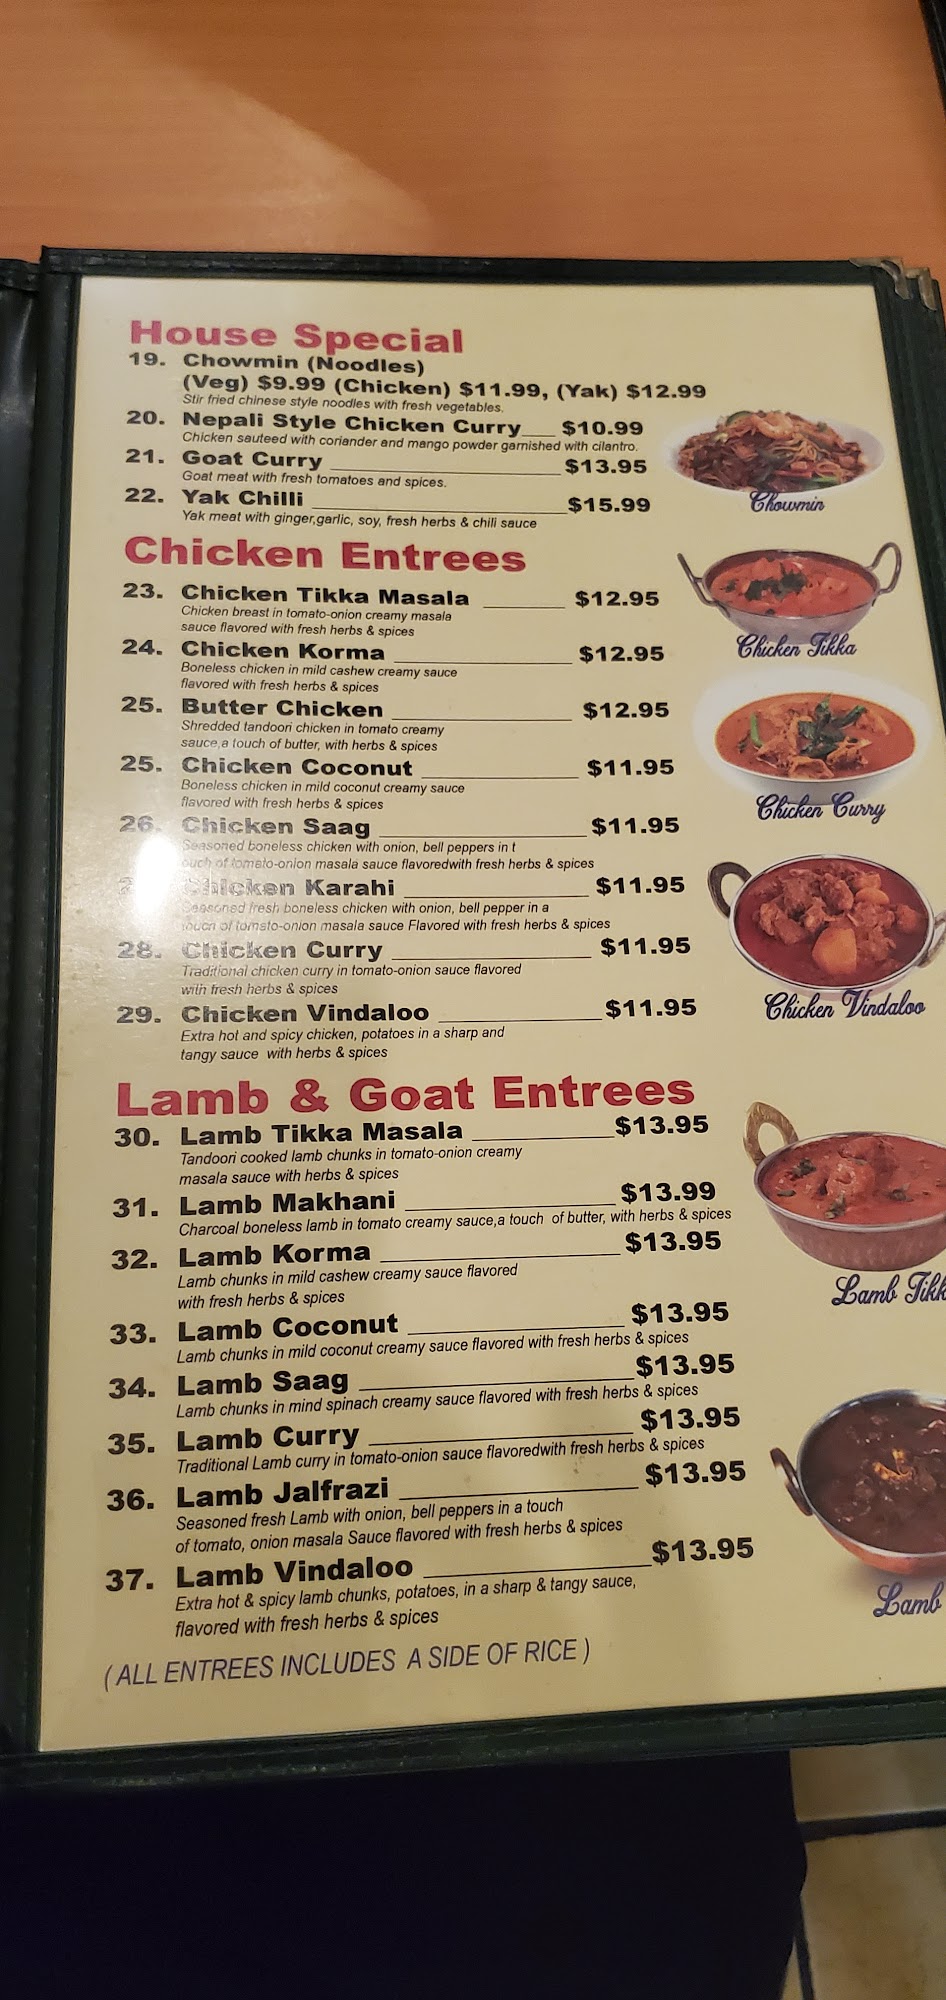 House Special
19. Chowmin (Noodles)
(Veg) $9.99 (Chicken) $11.99, (Yak) $12.99
Stir fried chinese style noodles with fresh vegetables.
20. Nepali Style Chicken Curry $10.99
Chicken sauteed with coriander and mango powder garnished with cilantro.
21. Goat Curry $13.95
Goat meat with fresh tomatoes and spices.
22. Yak Chilli $15.99
Yak meat with ginger,garlic, soy, fresh herbs & chili sauce
Chowmin
Chicken Entrees
23. Chicken Tikka Masala $12.95
Chicken breast in tomato-onion creamy masala
sauce flavored with fresh herbs & spices
Chicken Tikka
24. Chicken Korma $12.95
Boneless chicken in mild cashew creamy sauce
flavored with fresh herbs & spices
25. Butter Chicken $12.95
Shredded tandoori chicken in tomato creamy
sauce,a touch of butter, with herbs & spices
25. Chicken Coconut $11.95
Boneless chicken in mild coconut creamy sauce
flavored with fresh herbs & spices
Chicken Curry
26. Chicken Saag $11.95
Seasoned boneless chicken with onion, bell peppers in t
ouch of tomato-onion masala sauce flavoredwith fresh herbs & spices
Chicken Karahi $11.95
Seasoned fresh boneless chicken with onion, bell pepper in a
touch of tomato-onion masala sauce Flavored with fresh herbs & spices
28. Chicken Curry $11.95
Traditional chicken curry in tomato-onion sauce flavored
with fresh herbs & spices
Chicken Vindaloo
29. Chicken Vindaloo $11.95
Extra hot and spicy chicken, potatoes in a sharp and
tangy sauce with herbs & spices
Lamb & Goat Entrees
30. Lamb Tikka Masala $13.95
Tandoori cooked lamb chunks in tomato-onion creamy
masala sauce with herbs & spices
31. Lamb Makhani $13.99
Charcoal boneless lamb in tomato creamy sauce,a touch of butter, with herbs & spices
32. Lamb Korma $13.95
Lamb chunks in mild cashew creamy sauce flavored
with fresh herbs & spices
Lamb Tikk
33. Lamb Coconut $13.95
Lamb chunks in mild coconut creamy sauce flavored with fresh herbs & spices
34. Lamb Saag $13.95
Lamb chunks in mind spinach creamy sauce flavored with fresh herbs & spices
35. Lamb Curry $13.95
Traditional Lamb curry in tomato-onion sauce flavoredwith fresh herbs & spices
36. Lamb Jalfrazi $13.95
Seasoned fresh Lamb with onion, bell peppers in a touch
of tomato, onion masala Sauce flavored with fresh herbs & spices
37. Lamb Vindaloo $13.95
Extra hot & spicy lamb chunks, potatoes, in a sharp & tangy sauce,
flavored with fresh herbs & spices
Lamb
( ALL ENTREES INCLUDES A SIDE OF RICE )